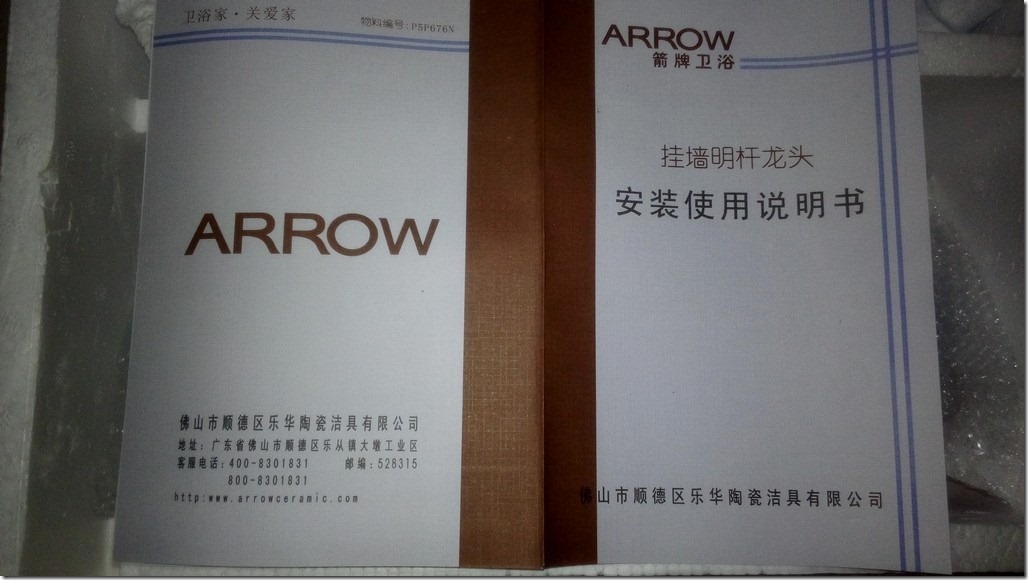 卫浴家·关爱家
物料编号:P5P676N
ARROW
佛山市顺德区乐华陶瓷洁具有限公司
地址：广东省佛山市顺德区乐从镇大墩工业区
客服电话:400-8301831 邮编:528315
800-8301831
http:www.arrowceramic.com
ARROW
箭牌卫浴
挂墙明杆龙头
安装使用说明书
佛山市顺德区乐华陶瓷洁具有限公司